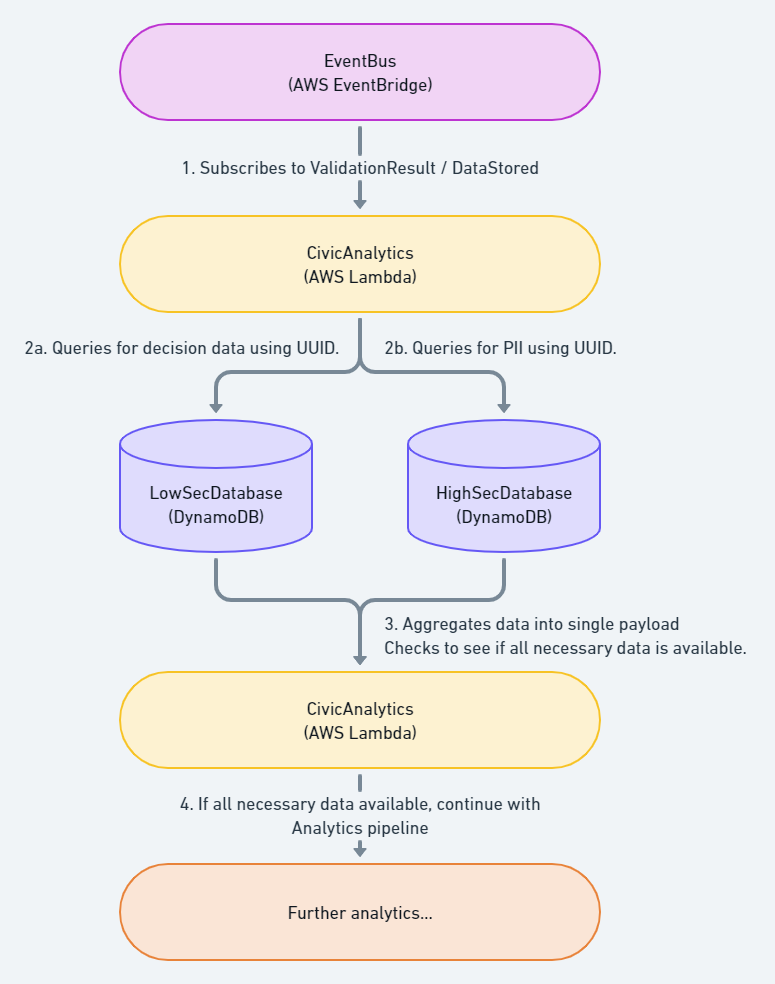 EventBus
(AWS EventBridge)
1. Subscribes to ValidationResult / DataStored
CivicAnalytics
(AWS Lambda)
2a. Queries for decision data using UUID.
2b. Queries for PII using UUID.
LowSecDatabase
(DynamoDB)
HighSecDatabase
(DynamoDB)
3. Aggregates data into single payload
Checks to see if all necessary data is available.
CivicAnalytics
(AWS Lambda)
4. If all necessary data available, continue with
Analytics pipeline
Further analytics...